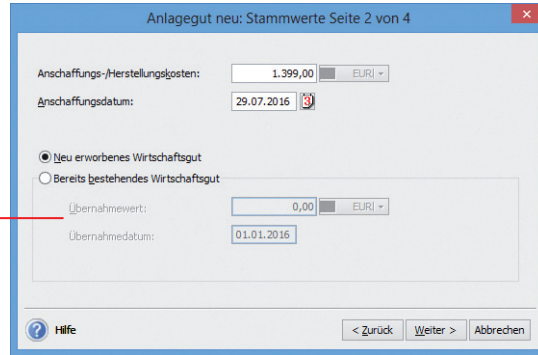 Anlagegut neu: Stammwerte Seite 2 von 4
Anschaffungs-/Herstellungskosten: 1.399,00 EUR
Anschaffungsdatum: 29.07.2016 3
Neu erworbenes Wirtschaftsgut
Bereits bestehendes Wirtschaftsgut
Übernahmewert: 0,00 EUR
Übernahmedatum: 01.01.2016
? Hilfe < Zurück Weiter > Abbrechen